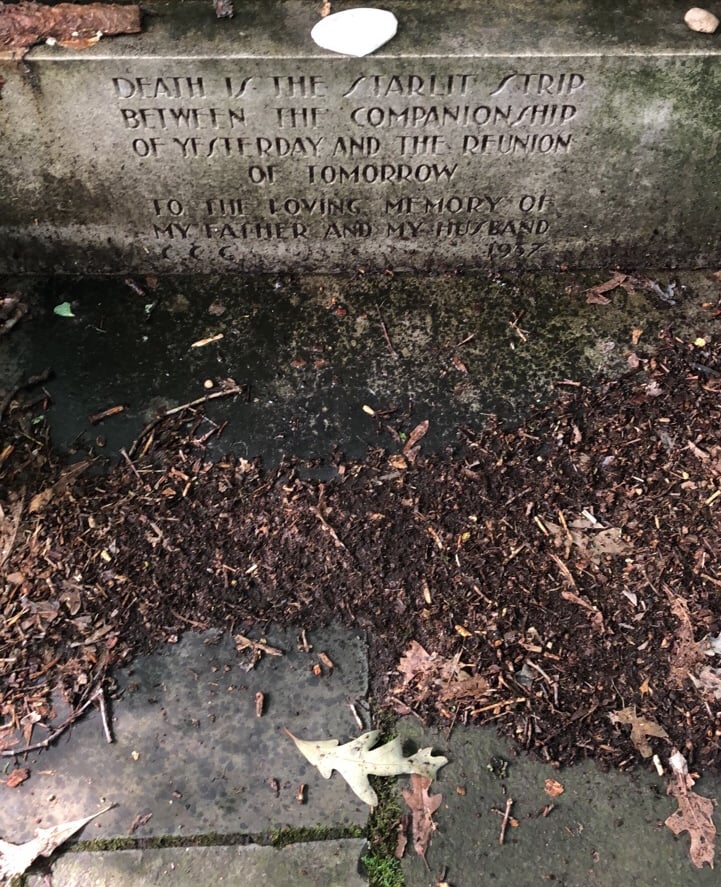 DEATH IS THE STARLIT STRIP
BETWEEN THE COMPANIONSHIP
OF YESTERDAY AND THE REUNION
OF TOMORROW
TO THE LOVING MEMORY OF
MY FATHER AND MY HUSBAND
C C C 1937